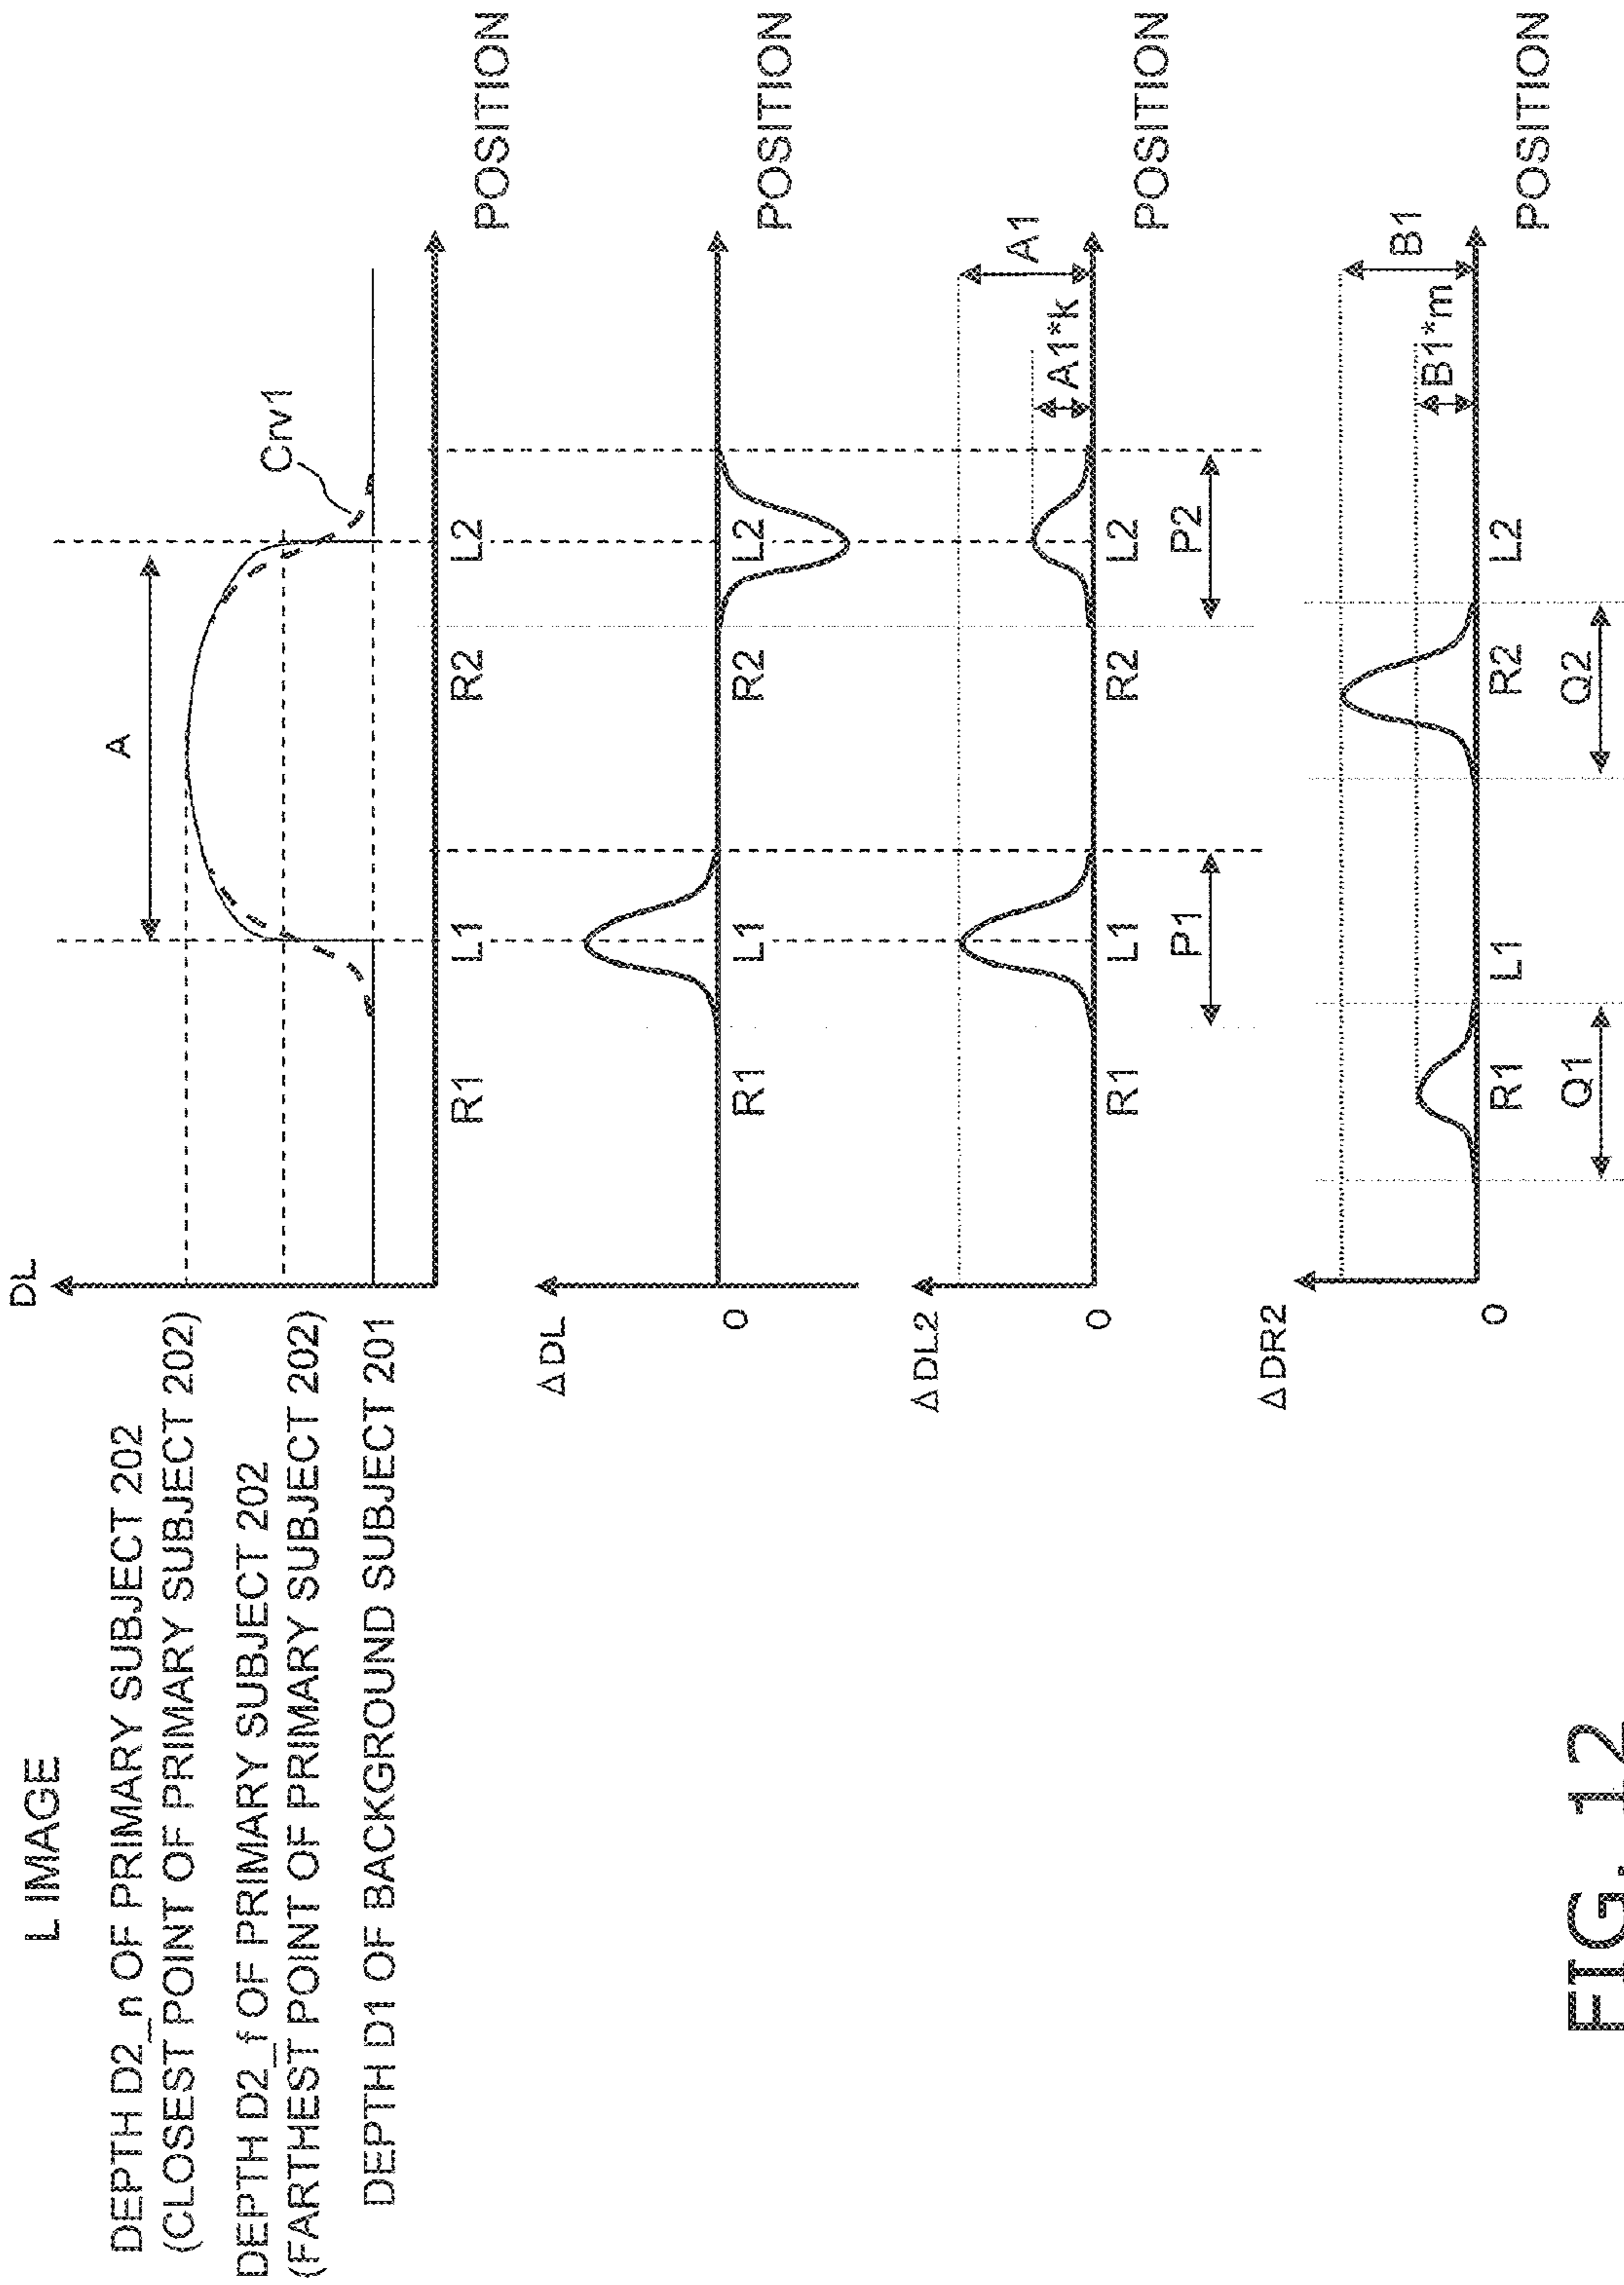 L IMAGE
DL
DEPTH D2_n OF PRIMARY SUBJECT 202
(CLOSEST POINT OF PRIMARY SUBJECT 202)
DEPTH D2_f OF PRIMARY SUBJECT 202
(FARTHEST POINT OF PRIMARY SUBJECT 202)
DEPTH D1 OF BACKGROUND SUBJECT 201
A
Crv1
R1 L1 R2 L2
POSITION
Δ DL
0
R1 L1 R2 L2
POSITION
Δ DL2
A1
A1*k
0
R1 L1 R2 L2
POSITION
P1 P2
Δ DR2
B1
B1*m
0
R1 L1 R2 L2
POSITION
Q1 Q2
FIG. 12